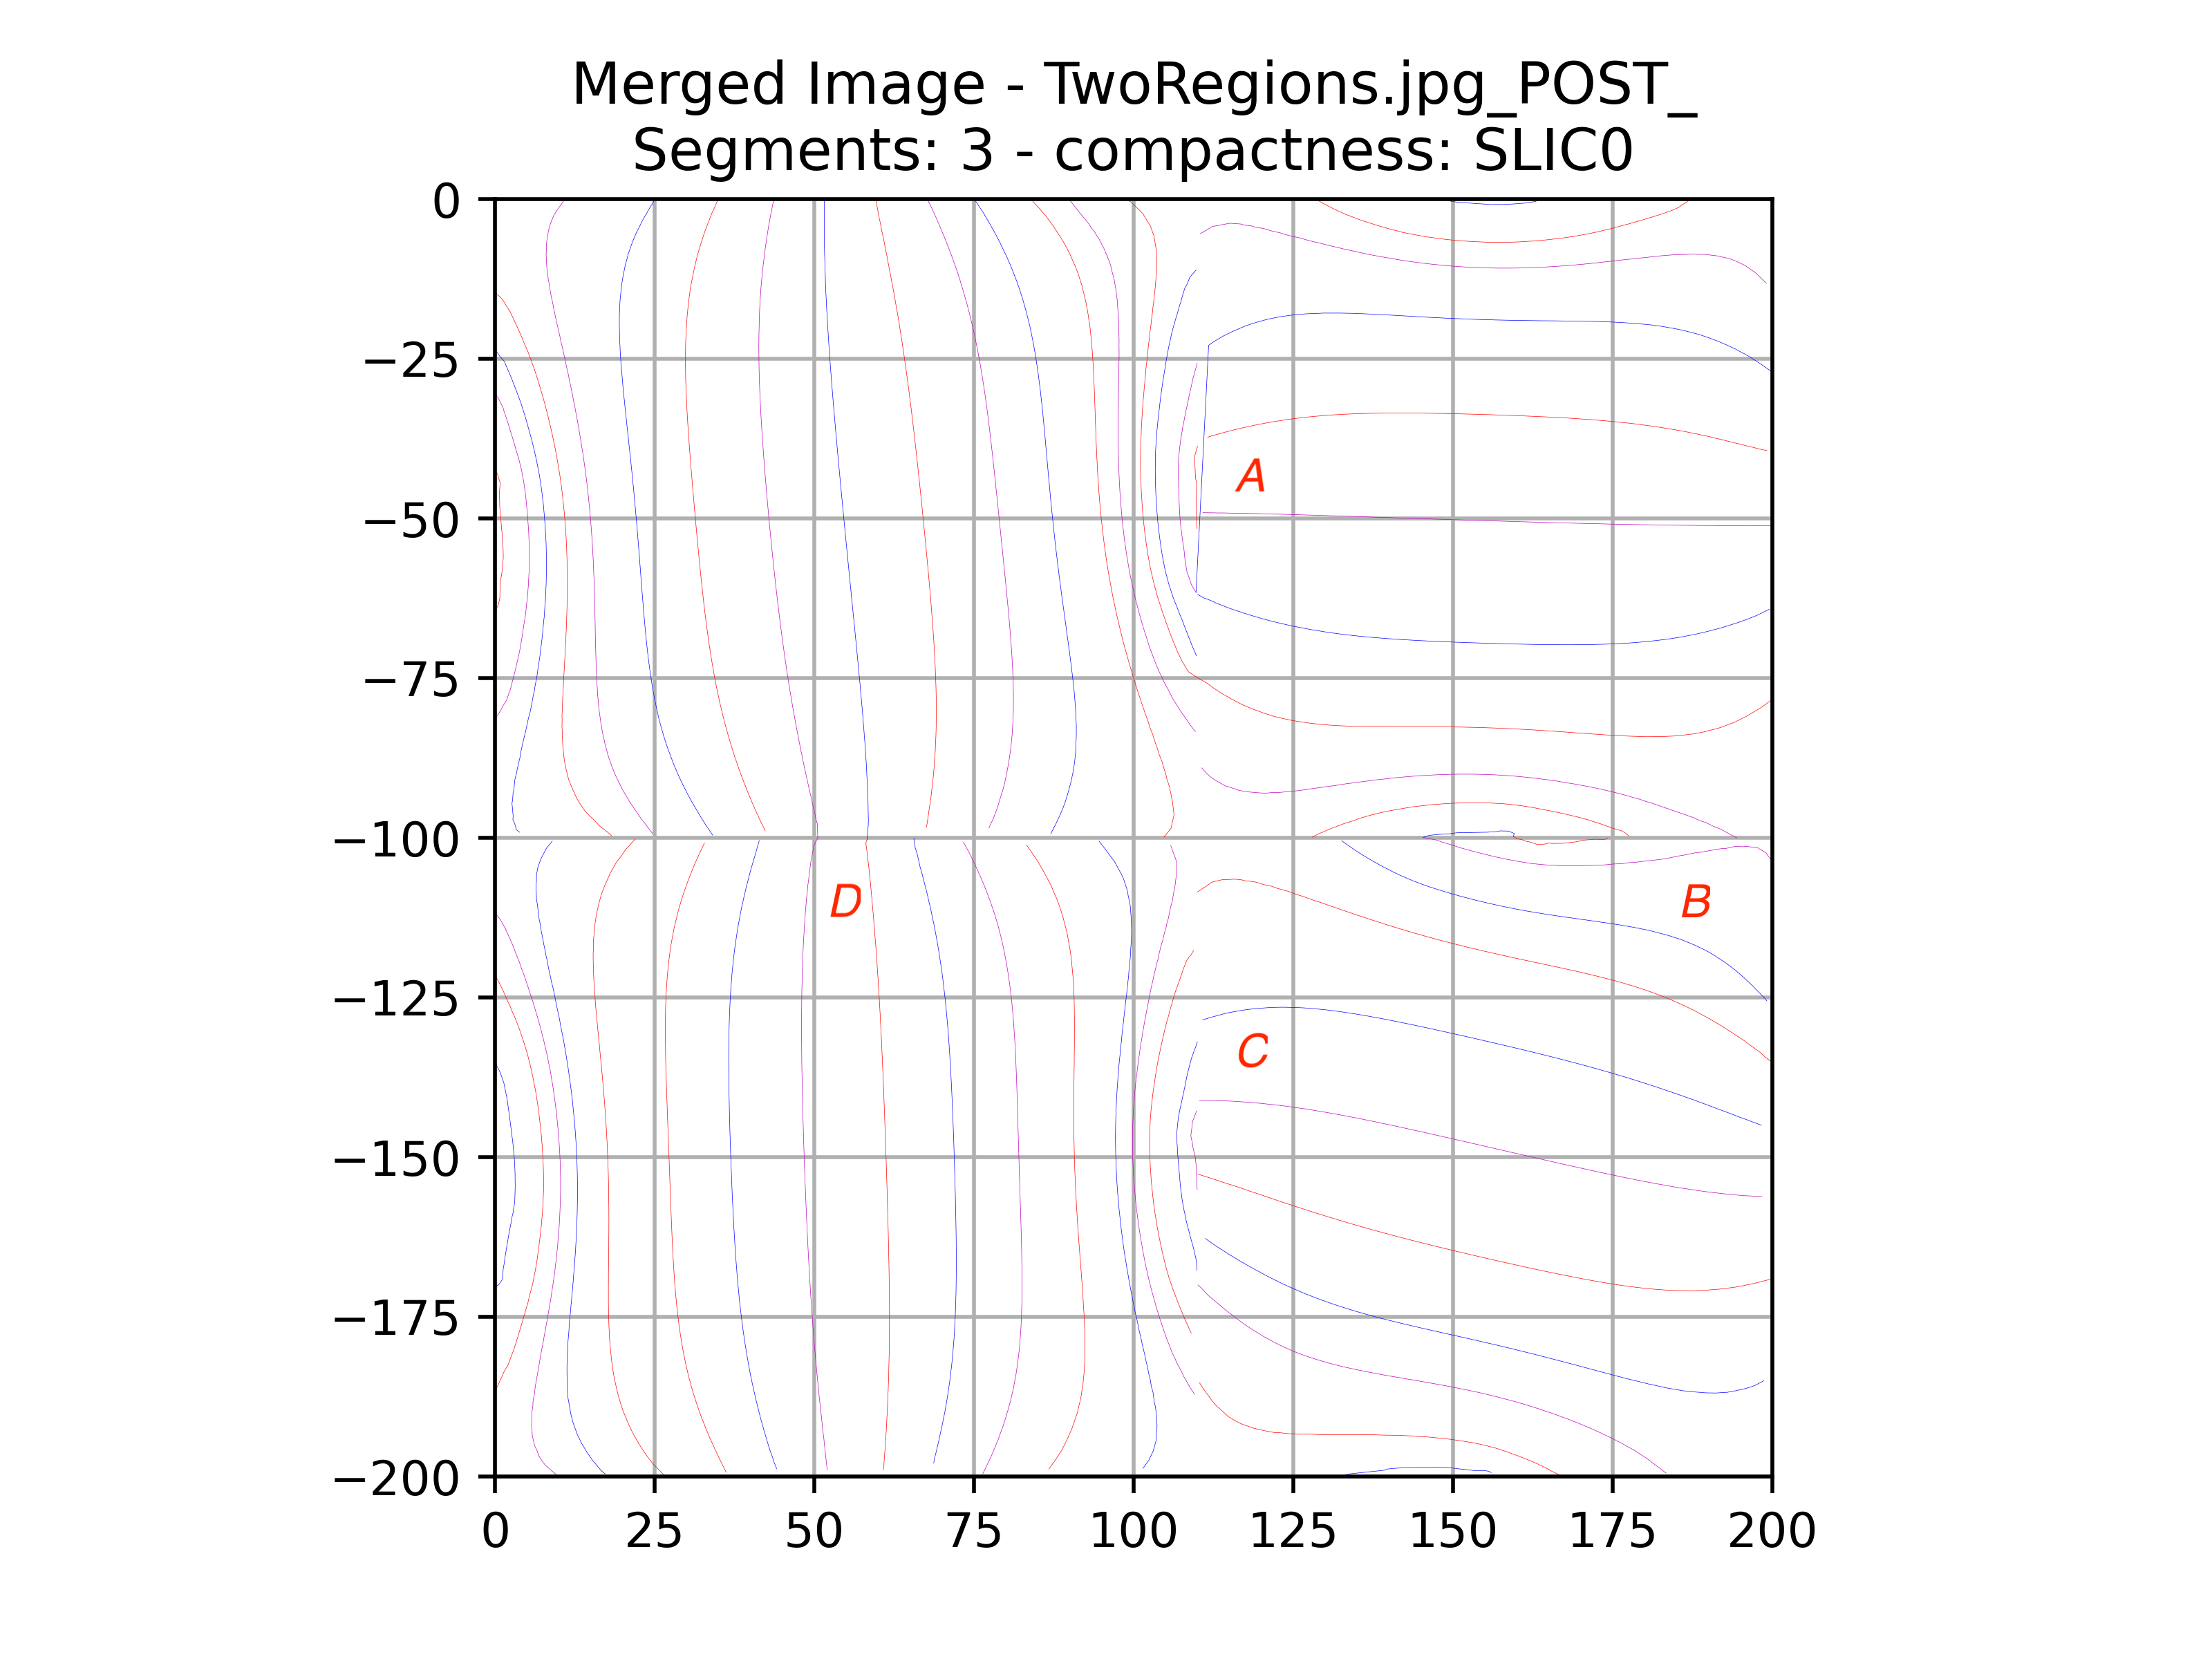 Merged Image - TwoRegions.jpg_POST_
Segments: 3 - compactness: SLIC0
0
−25
−50
−75
−100
−125
−150
−175
−200
A
D
B
C
0 25 50 75 100 125 150 175 200